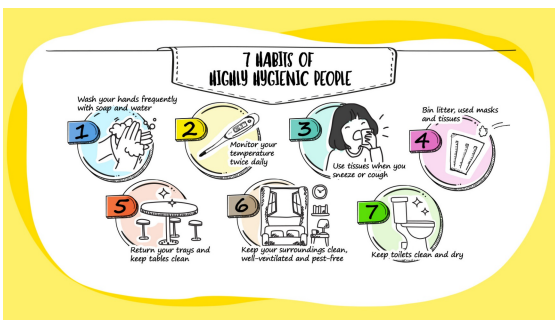 7 HABITS OF
HIGHLY HYGIENIC PEOPLE
1
Wash your hands frequently
with soap and water
2
Monitor your
temperature
twice daily
3
Use tissues when you
sneeze or cough
4
Bin litter, used masks
and tissues
5
Return your trays and
keep tables clean
6
Keep your surroundings clean,
well-ventilated and pest-free
7
Keep toilets clean and dry